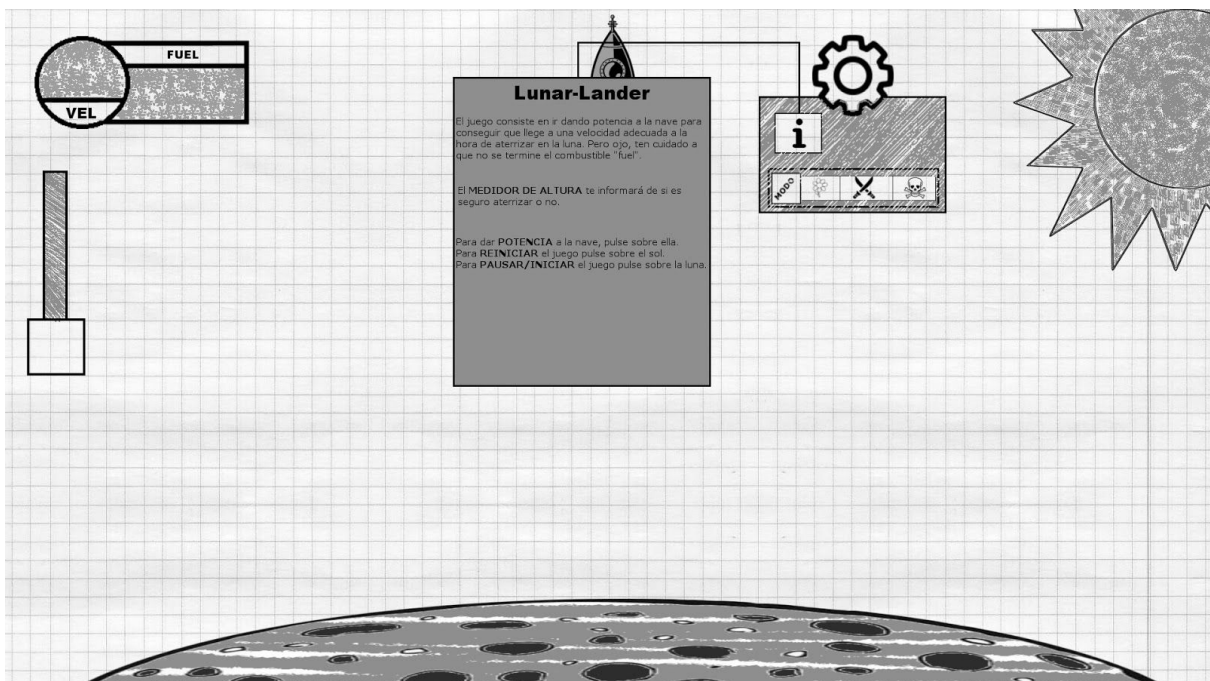 FUEL
VEL
Lunar-Lander
El juego consiste en ir dando potencia a la nave para
conseguir que llege a una velocidad adecuada a la
hora de aterrizar en la luna. Pero ojo, ten cuidado a
que no se termine el combustible "fuel".
El MEDIDOR DE ALTURA te informará de si es
seguro aterrizar o no.
Para dar POTENCIA a la nave, pulse sobre ella.
Para REINICIAR el juego pulse sobre el sol.
Para PAUSAR/INICIAR el juego pulse sobre la luna.
i
MODO